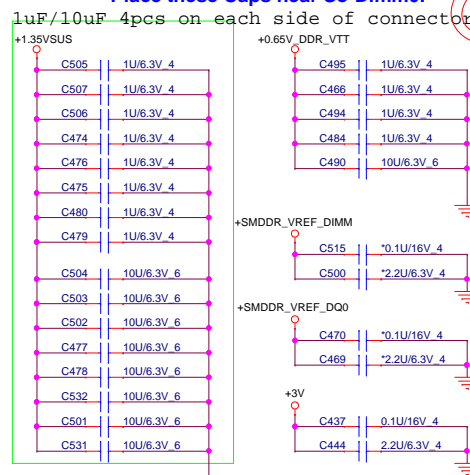 Place these Caps near So-Dimm0.
1uF/10uF 4pcs on each side of connector
+1.35VSUS
C505 1U/6.3V_4
C507 1U/6.3V_4
C506 1U/6.3V_4
C474 1U/6.3V_4
C476 1U/6.3V_4
C475 1U/6.3V_4
C480 1U/6.3V_4
C479 1U/6.3V_4
C504 10U/6.3V_6
C503 10U/6.3V_6
C502 10U/6.3V_6
C477 10U/6.3V_6
C478 10U/6.3V_6
C532 10U/6.3V_6
C501 10U/6.3V_6
C531 10U/6.3V_6
+0.65V_DDR_VTT
C495 1U/6.3V_4
C466 1U/6.3V_4
C494 1U/6.3V_4
C484 1U/6.3V_4
C490 10U/6.3V_6
+SMDDR_VREF_DIMM
C515 *0.1U/16V_4
C500 *2.2U/6.3V_4
+SMDDR_VREF_DQ0
C470 *0.1U/16V_4
C469 *2.2U/6.3V_4
+3V
C437 0.1U/16V_4
C444 2.2U/6.3V_4